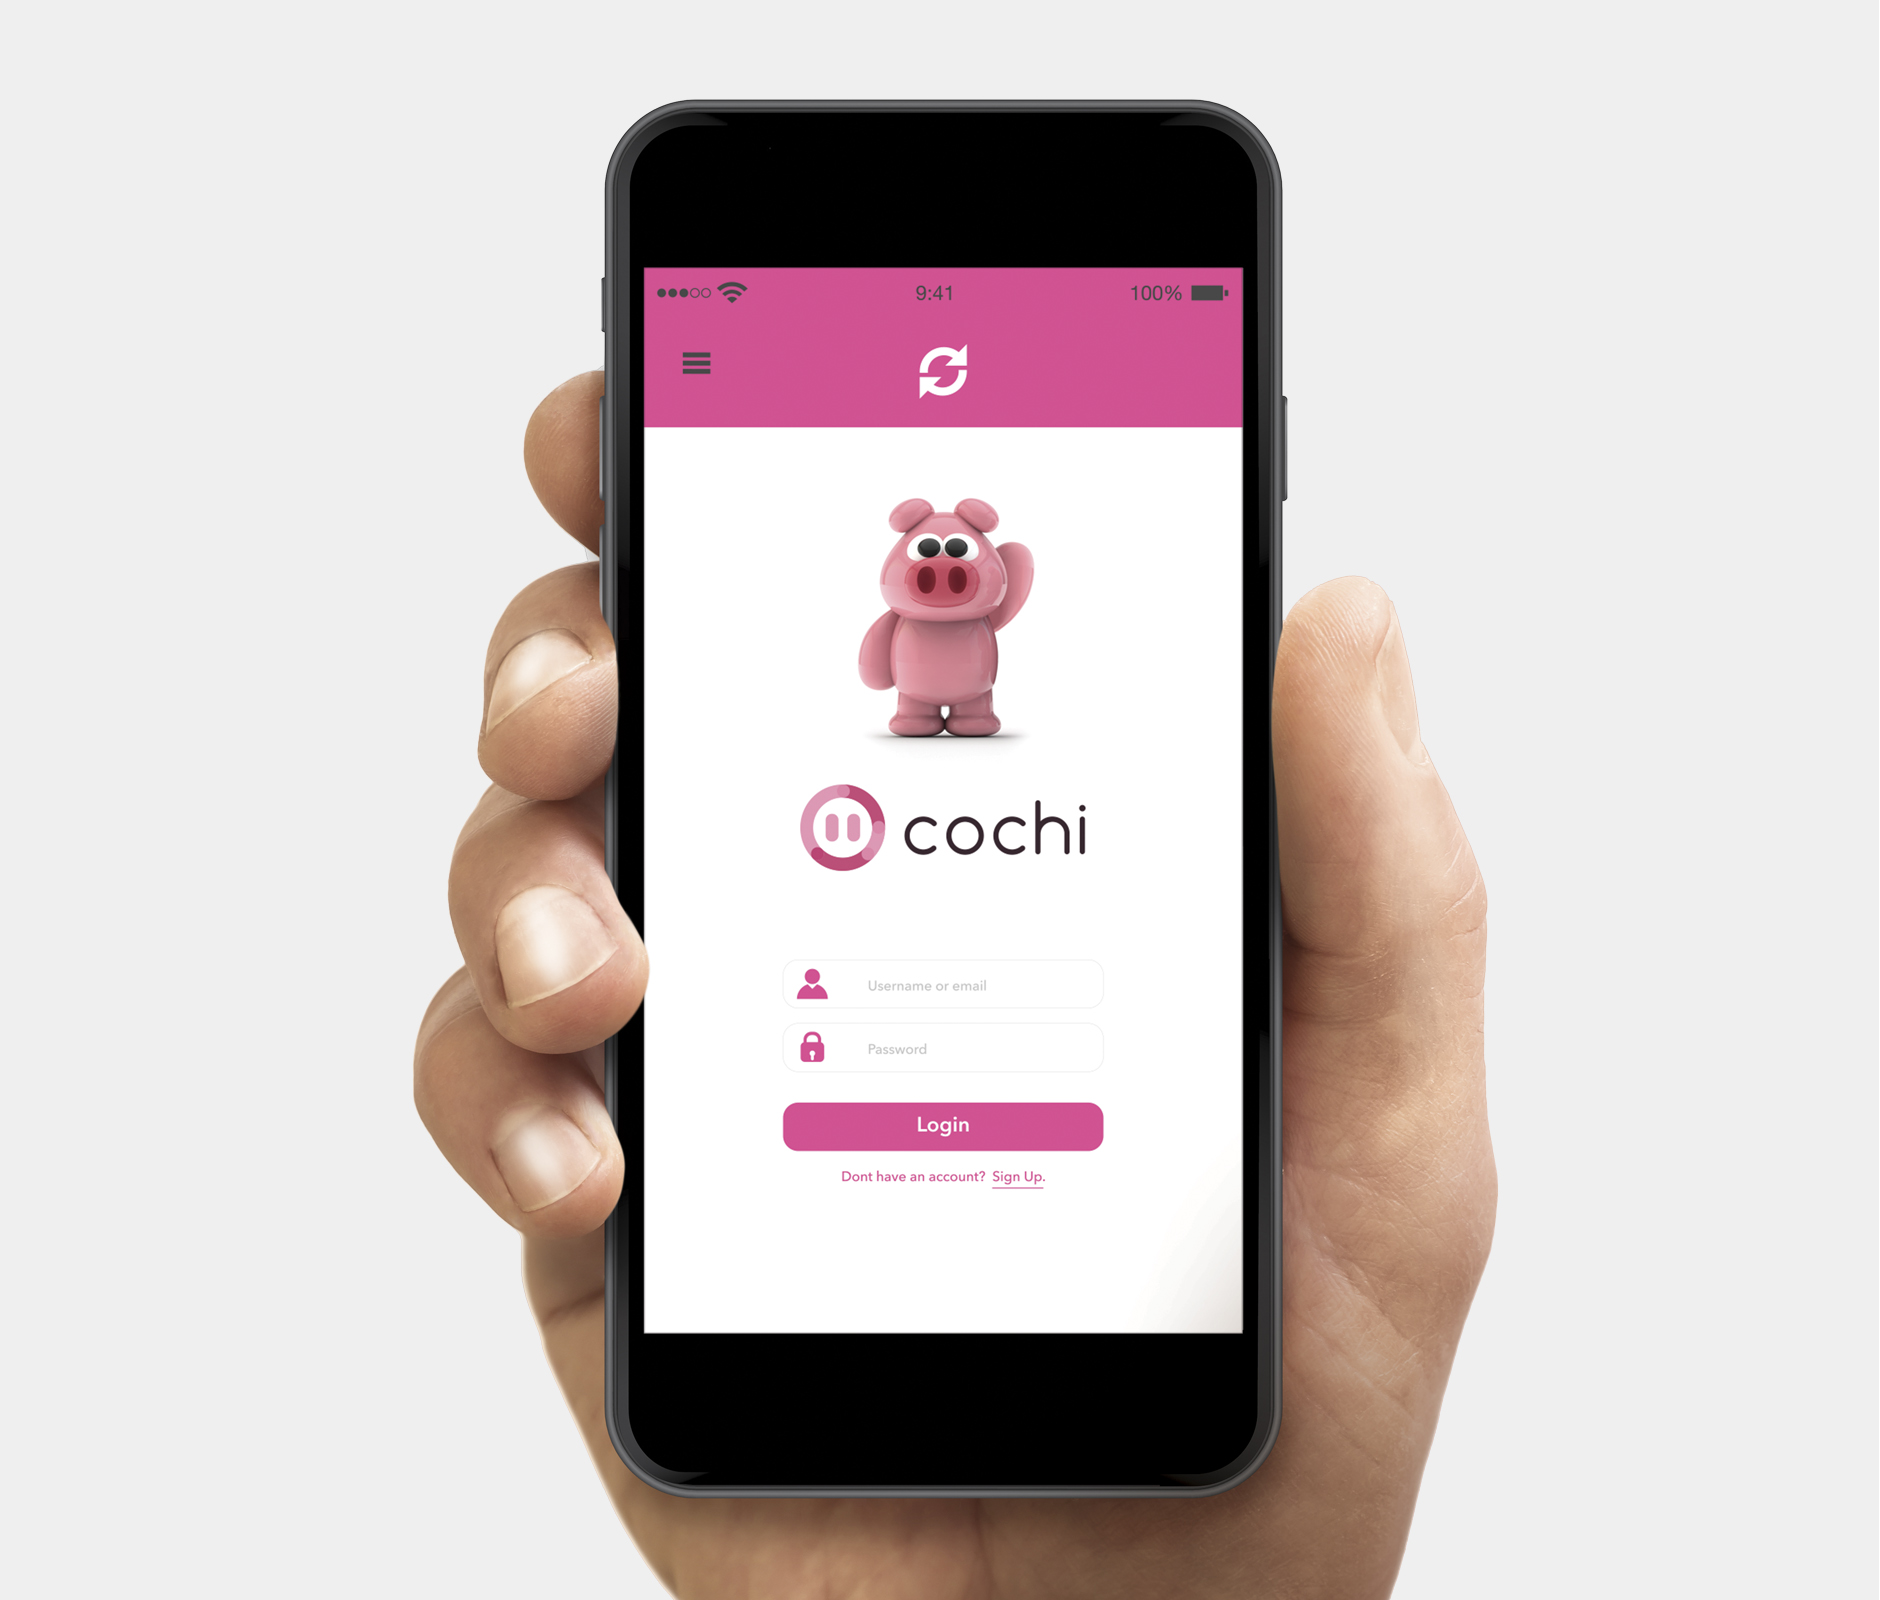 9:41
100%
cochi
Username or email
Password
Login
Dont have an account? Sign Up.